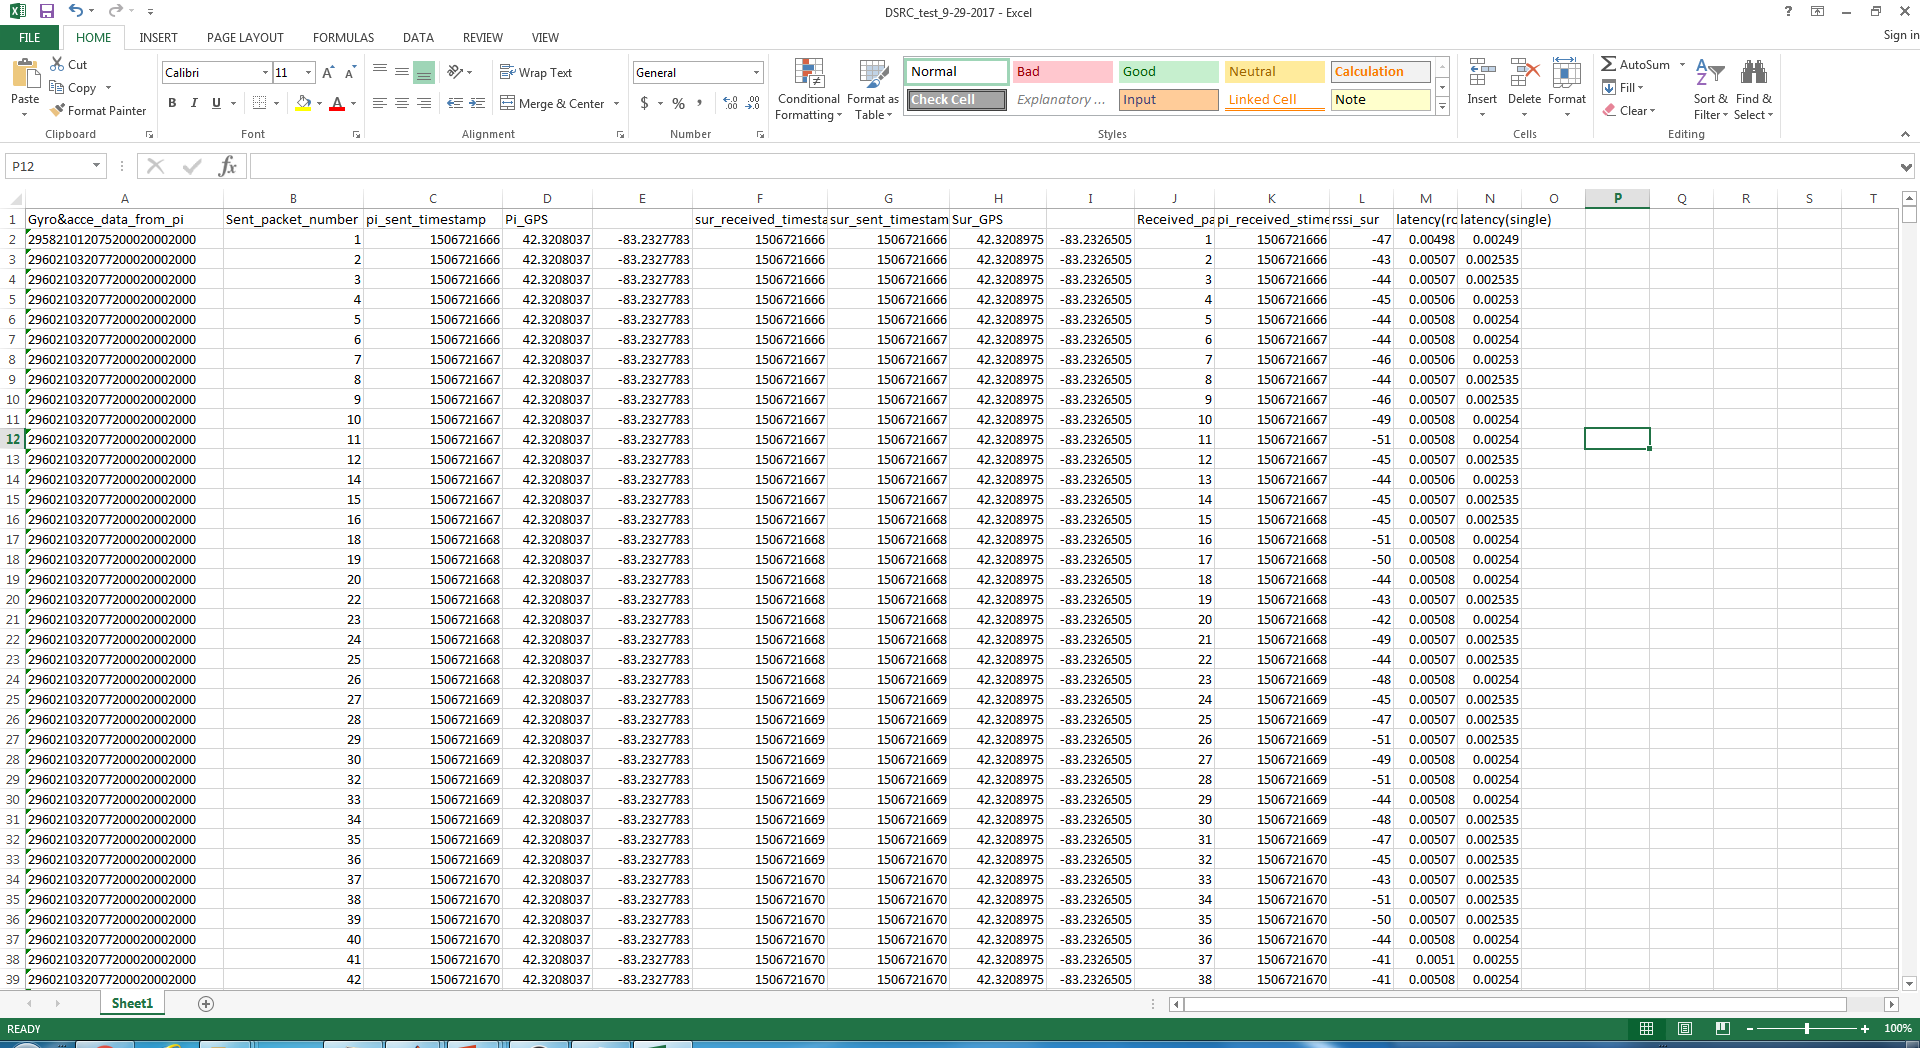 DSRC_test_9-29-2017 - Excel
FILE HOME INSERT PAGE LAYOUT FORMULAS DATA REVIEW VIEW Sign in
Paste Cut Copy Format Painter Clipboard
Calibri 11 B I U Font
Wrap Text Merge & Center Alignment
General $ % Number
Conditional Formatting Format as Table
Normal Bad Good Neutral Calculation
Check Cell Explanatory ... Input Linked Cell Note
Styles
Insert Delete Format Cells
AutoSum Fill Clear Sort & Filter Find & Select Editing
P12 fx
A B C D E F G H I J K L M N O P Q R S T
1 Gyro&acce_data_from_pi Sent_packet_number pi_sent_timestamp Pi_GPS sur_received_timesta sur_sent_timestam Sur_GPS Received_pa pi_received_stime rssi_sur latency(rc latency(single)
2 295821012075200020002000 1 1506721666 42.3208037 -83.2327783 1506721666 1506721666 42.3208975 -83.2326505 1 1506721666 -47 0.00498 0.00249
3 296021032077200020002000 2 1506721666 42.3208037 -83.2327783 1506721666 1506721666 42.3208975 -83.2326505 2 1506721666 -43 0.00507 0.002535
4 296021032077200020002000 3 1506721666 42.3208037 -83.2327783 1506721666 1506721666 42.3208975 -83.2326505 3 1506721666 -44 0.00507 0.002535
5 296021032077200020002000 4 1506721666 42.3208037 -83.2327783 1506721666 1506721666 42.3208975 -83.2326505 4 1506721666 -45 0.00506 0.00253
6 296021032077200020002000 5 1506721666 42.3208037 -83.2327783 1506721666 1506721666 42.3208975 -83.2326505 5 1506721666 -44 0.00508 0.00254
7 296021032077200020002000 6 1506721666 42.3208037 -83.2327783 1506721666 1506721667 42.3208975 -83.2326505 6 1506721667 -44 0.00508 0.00254
8 296021032077200020002000 7 1506721667 42.3208037 -83.2327783 1506721667 1506721667 42.3208975 -83.2326505 7 1506721667 -46 0.00506 0.00253
9 296021032077200020002000 8 1506721667 42.3208037 -83.2327783 1506721667 1506721667 42.3208975 -83.2326505 8 1506721667 -44 0.00507 0.002535
10 296021032077200020002000 9 1506721667 42.3208037 -83.2327783 1506721667 1506721667 42.3208975 -83.2326505 9 1506721667 -46 0.00507 0.002535
11 296021032077200020002000 10 1506721667 42.3208037 -83.2327783 1506721667 1506721667 42.3208975 -83.2326505 10 1506721667 -49 0.00508 0.00254
12 296021032077200020002000 11 1506721667 42.3208037 -83.2327783 1506721667 1506721667 42.3208975 -83.2326505 11 1506721667 -51 0.00508 0.00254
13 296021032077200020002000 12 1506721667 42.3208037 -83.2327783 1506721667 1506721667 42.3208975 -83.2326505 12 1506721667 -45 0.00507 0.002535
14 296021032077200020002000 14 1506721667 42.3208037 -83.2327783 1506721667 1506721667 42.3208975 -83.2326505 13 1506721667 -44 0.00506 0.00253
15 296021032077200020002000 15 1506721667 42.3208037 -83.2327783 1506721667 1506721667 42.3208975 -83.2326505 14 1506721667 -45 0.00507 0.002535
16 296021032077200020002000 16 1506721667 42.3208037 -83.2327783 1506721667 1506721668 42.3208975 -83.2326505 15 1506721668 -45 0.00507 0.002535
17 296021032077200020002000 18 1506721668 42.3208037 -83.2327783 1506721668 1506721668 42.3208975 -83.2326505 16 1506721668 -51 0.00508 0.00254
18 296021032077200020002000 19 1506721668 42.3208037 -83.2327783 1506721668 1506721668 42.3208975 -83.2326505 17 1506721668 -50 0.00508 0.00254
19 296021032077200020002000 20 1506721668 42.3208037 -83.2327783 1506721668 1506721668 42.3208975 -83.2326505 18 1506721668 -44 0.00508 0.00254
20 296021032077200020002000 22 1506721668 42.3208037 -83.2327783 1506721668 1506721668 42.3208975 -83.2326505 19 1506721668 -43 0.00507 0.002535
21 296021032077200020002000 23 1506721668 42.3208037 -83.2327783 1506721668 1506721668 42.3208975 -83.2326505 20 1506721668 -42 0.00508 0.00254
22 296021032077200020002000 24 1506721668 42.3208037 -83.2327783 1506721668 1506721668 42.3208975 -83.2326505 21 1506721668 -49 0.00507 0.002535
23 296021032077200020002000 25 1506721668 42.3208037 -83.2327783 1506721668 1506721668 42.3208975 -83.2326505 22 1506721668 -44 0.00507 0.002535
24 296021032077200020002000 26 1506721668 42.3208037 -83.2327783 1506721668 1506721669 42.3208975 -83.2326505 23 1506721669 -48 0.00508 0.00254
25 296021032077200020002000 27 1506721669 42.3208037 -83.2327783 1506721669 1506721669 42.3208975 -83.2326505 24 1506721669 -45 0.00507 0.002535
26 296021032077200020002000 28 1506721669 42.3208037 -83.2327783 1506721669 1506721669 42.3208975 -83.2326505 25 1506721669 -47 0.00507 0.002535
27 296021032077200020002000 29 1506721669 42.3208037 -83.2327783 1506721669 1506721669 42.3208975 -83.2326505 26 1506721669 -51 0.00507 0.002535
28 296021032077200020002000 30 1506721669 42.3208037 -83.2327783 1506721669 1506721669 42.3208975 -83.2326505 27 1506721669 -49 0.00508 0.00254
29 296021032077200020002000 32 1506721669 42.3208037 -83.2327783 1506721669 1506721669 42.3208975 -83.2326505 28 1506721669 -51 0.00508 0.00254
30 296021032077200020002000 33 1506721669 42.3208037 -83.2327783 1506721669 1506721669 42.3208975 -83.2326505 29 1506721669 -44 0.00508 0.00254
31 296021032077200020002000 34 1506721669 42.3208037 -83.2327783 1506721669 1506721669 42.3208975 -83.2326505 30 1506721669 -48 0.00507 0.002535
32 296021032077200020002000 35 1506721669 42.3208037 -83.2327783 1506721669 1506721669 42.3208975 -83.2326505 31 1506721669 -47 0.00507 0.002535
33 296021032077200020002000 36 1506721669 42.3208037 -83.2327783 1506721669 1506721670 42.3208975 -83.2326505 32 1506721670 -45 0.00507 0.002535
34 296021032077200020002000 37 1506721670 42.3208037 -83.2327783 1506721670 1506721670 42.3208975 -83.2326505 33 1506721670 -43 0.00507 0.002535
35 296021032077200020002000 38 1506721670 42.3208037 -83.2327783 1506721670 1506721670 42.3208975 -83.2326505 34 1506721670 -51 0.00507 0.002535
36 296021032077200020002000 39 1506721670 42.3208037 -83.2327783 1506721670 1506721670 42.3208975 -83.2326505 35 1506721670 -50 0.00507 0.002535
37 296021032077200020002000 40 1506721670 42.3208037 -83.2327783 1506721670 1506721670 42.3208975 -83.2326505 36 1506721670 -44 0.00508 0.00254
38 296021032077200020002000 41 1506721670 42.3208037 -83.2327783 1506721670 1506721670 42.3208975 -83.2326505 37 1506721670 -41 0.0051 0.00255
39 296021032077200020002000 42 1506721670 42.3208037 -83.2327783 1506721670 1506721670 42.3208975 -83.2326505 38 1506721670 -41 0.00508 0.00254
Sheet1
READY 100%